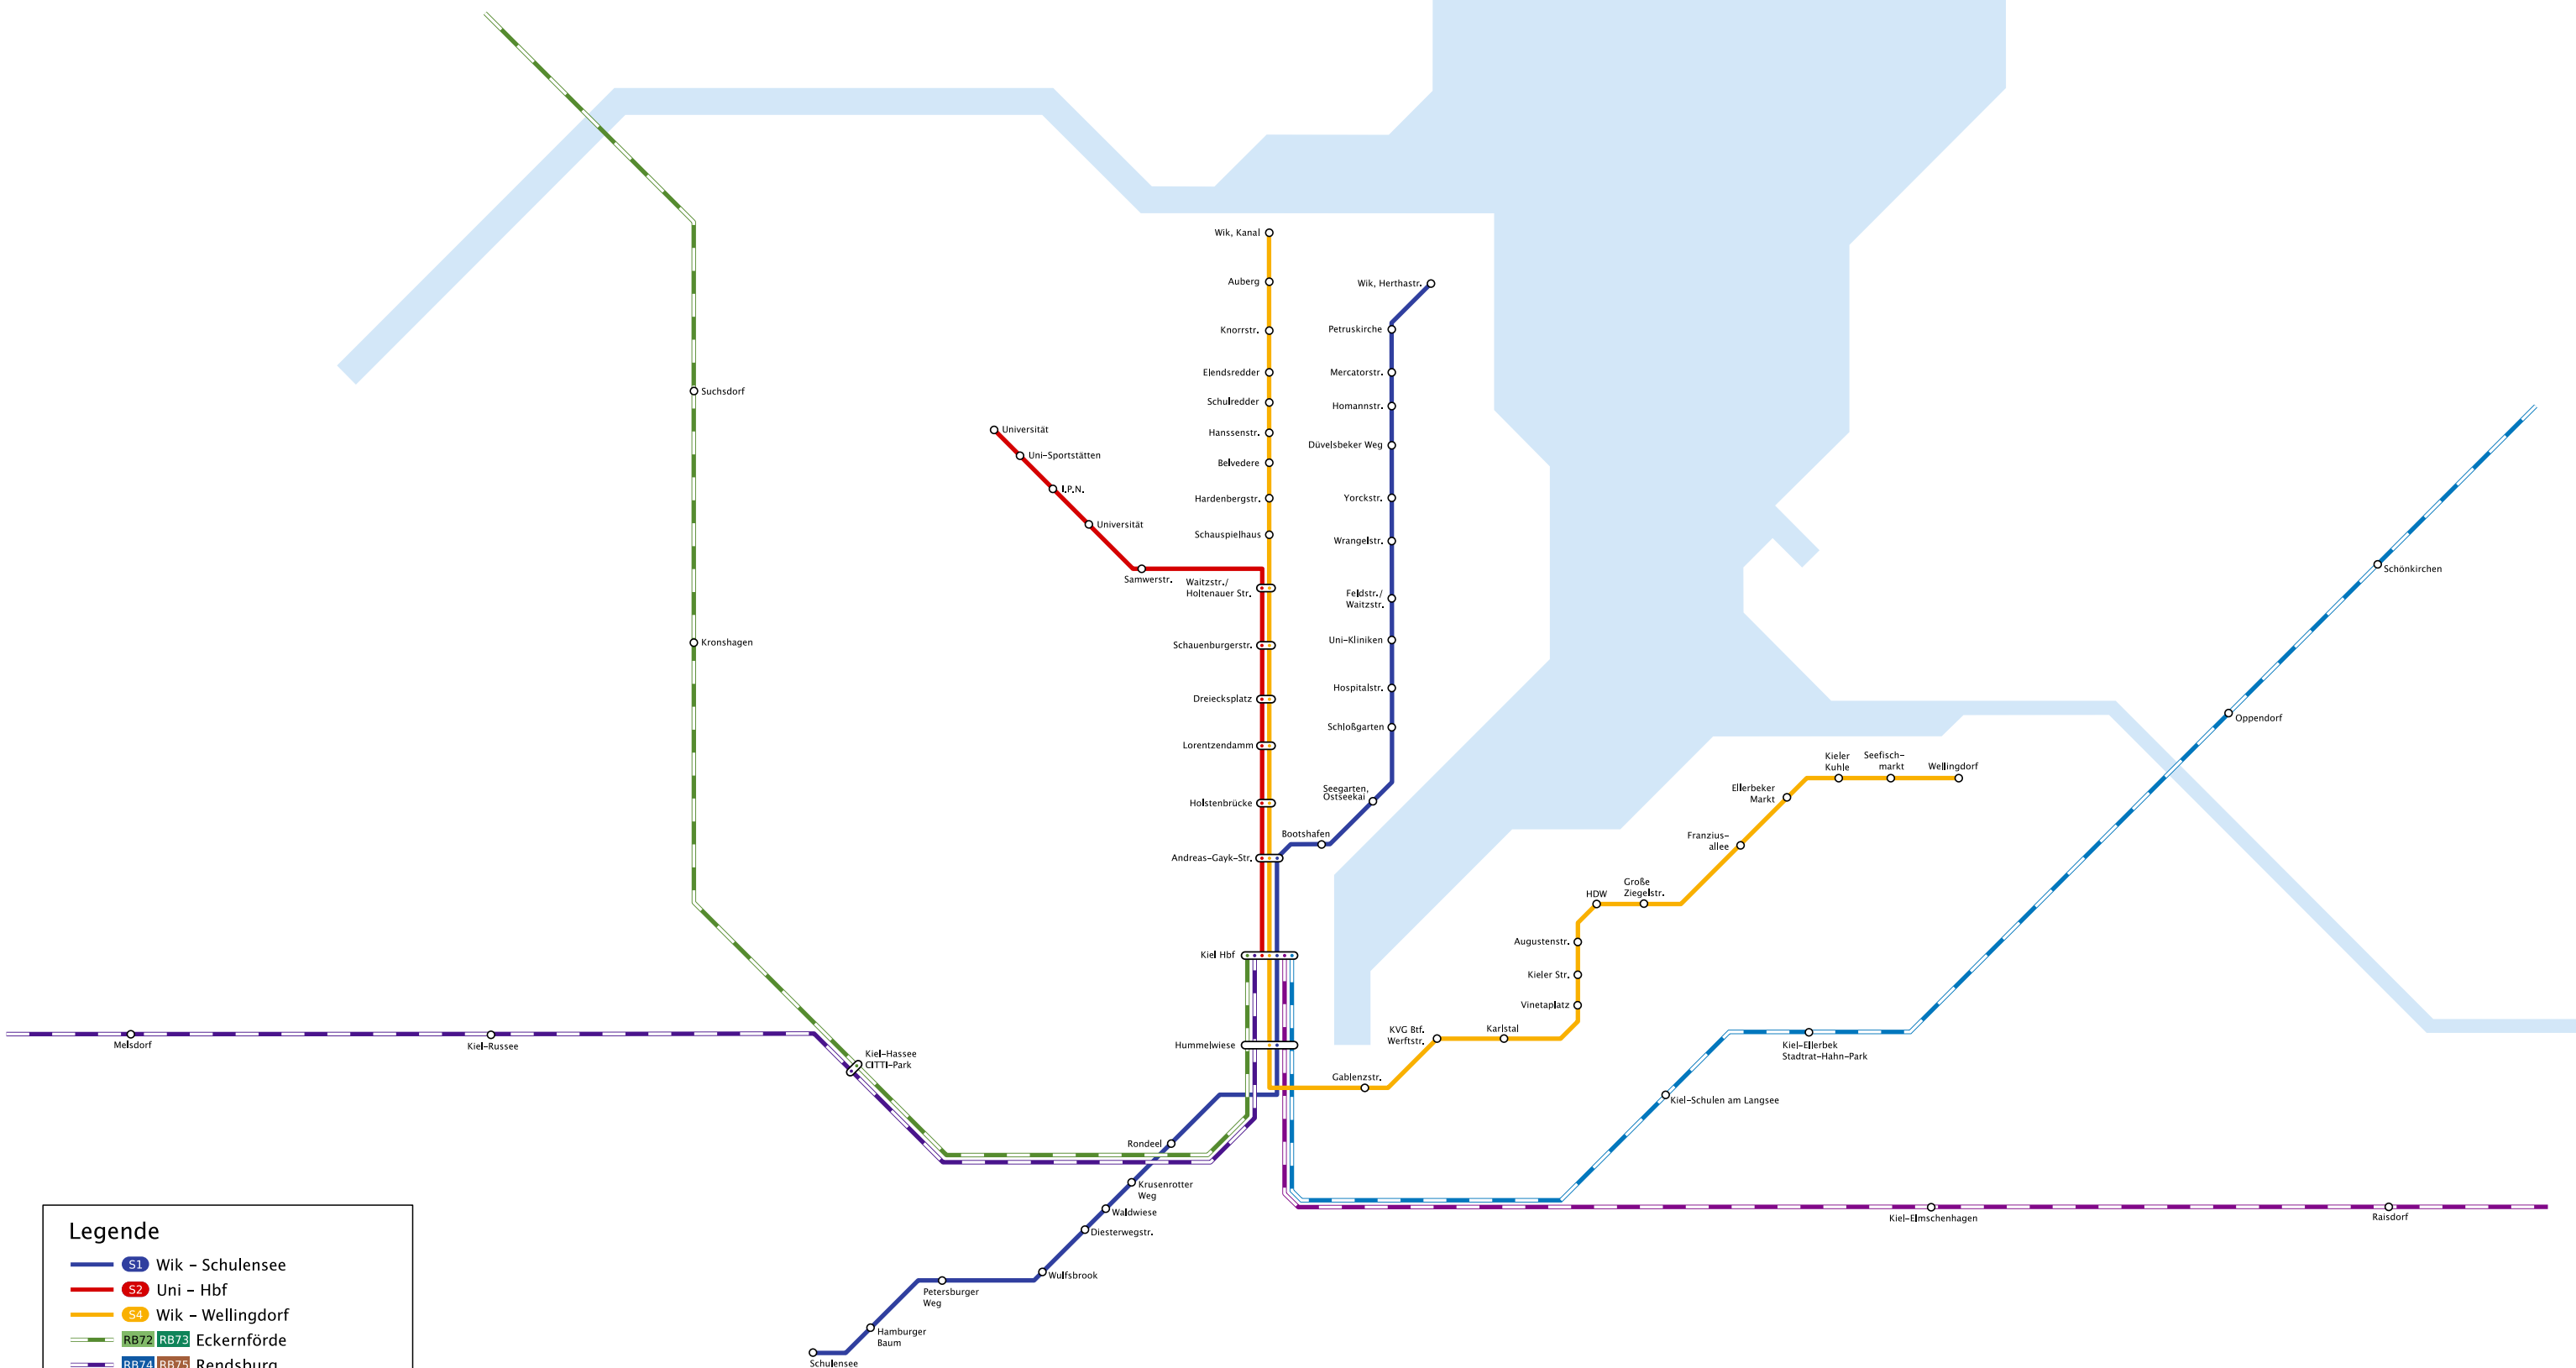 Wik, Kanal
Auberg
Wik, Herthastr.
Knorrstr.
Petruskirche
Elendsredder
Mercatorstr.
Suchsdorf
Schulredder
Homannstr.
Universität
Hanssenstr.
Düvelsbeker Weg
Uni-Sportstätten
Belvedere
I.P.N.
Hardenbergstr.
Yorckstr.
Universität
Schauspielhaus
Wrangelstr.
Schönkirchen
Samwerstr.
Waitzstr./
Holtenauer Str.
Feldstr./
Waitzstr.
Kronshagen
Schauenburgerstr.
Uni-Kliniken
Hospitalstr.
Dreiecksplatz
Oppendorf
Schloßgarten
Lorentzendamm
Kieler
Kuhle
Seefisch-
markt
Wellingdorf
Seegarten,
Ostseekai
Ellerbeker
Markt
Holstenbrücke
Bootshafen
Franzius-
allee
Andreas-Gayk-Str.
HDW
Große
Ziegelstr.
Augustenstr.
Kiel Hbf
Kieler Str.
Vinetaplatz
Melsdorf
Kiel-Russee
KVG Btf.
Werftstr.
Karlstal
Hummelwiese
Kiel-Ellerbek
Stadtrat-Hahn-Park
Kiel-Hassee
CITTI-Park
Gablenzstr.
Kiel-Schulen am Langsee
Rondeel
Krusenrotter
Weg
Waldwiese
Kiel-Elmschenhagen
Raisdorf
Diesterwegstr.
Wulfsbrook
Petersburger
Weg
Hamburger
Baum
Schulensee
Legende
S1 Wik - Schulensee
S2 Uni - Hbf
S4 Wik - Wellingdorf
RB72 RB73 Eckernförde
RB74 RB75 Rendsburg